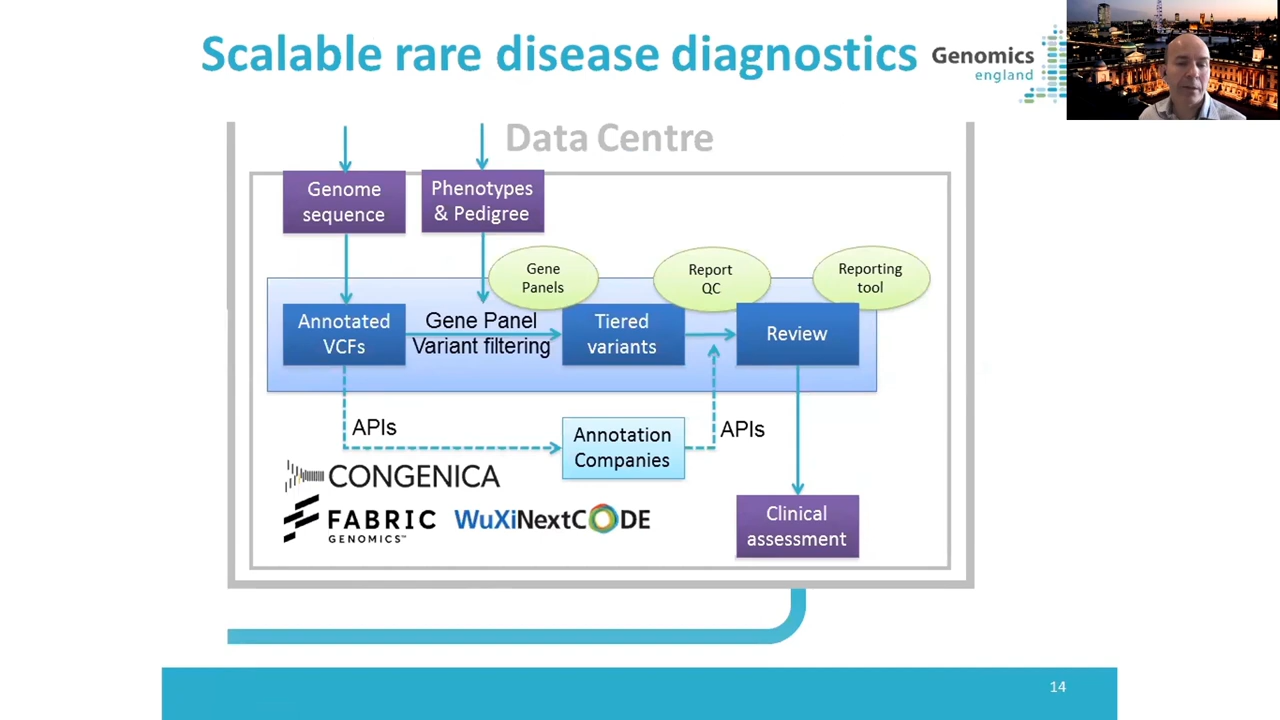 Scalable rare disease diagnostics
Genomics
england
Data Centre
Genome
sequence
Phenotypes
& Pedigree
Gene
Panels
Report
QC
Reporting
tool
Annotated
VCFs
Gene Panel
Variant filtering
Tiered
variants
Review
APIs
Annotation
Companies
APIs
CONGENICA
FABRIC
GENOMICS™
WuXiNextCODE
Clinical
assessment
14